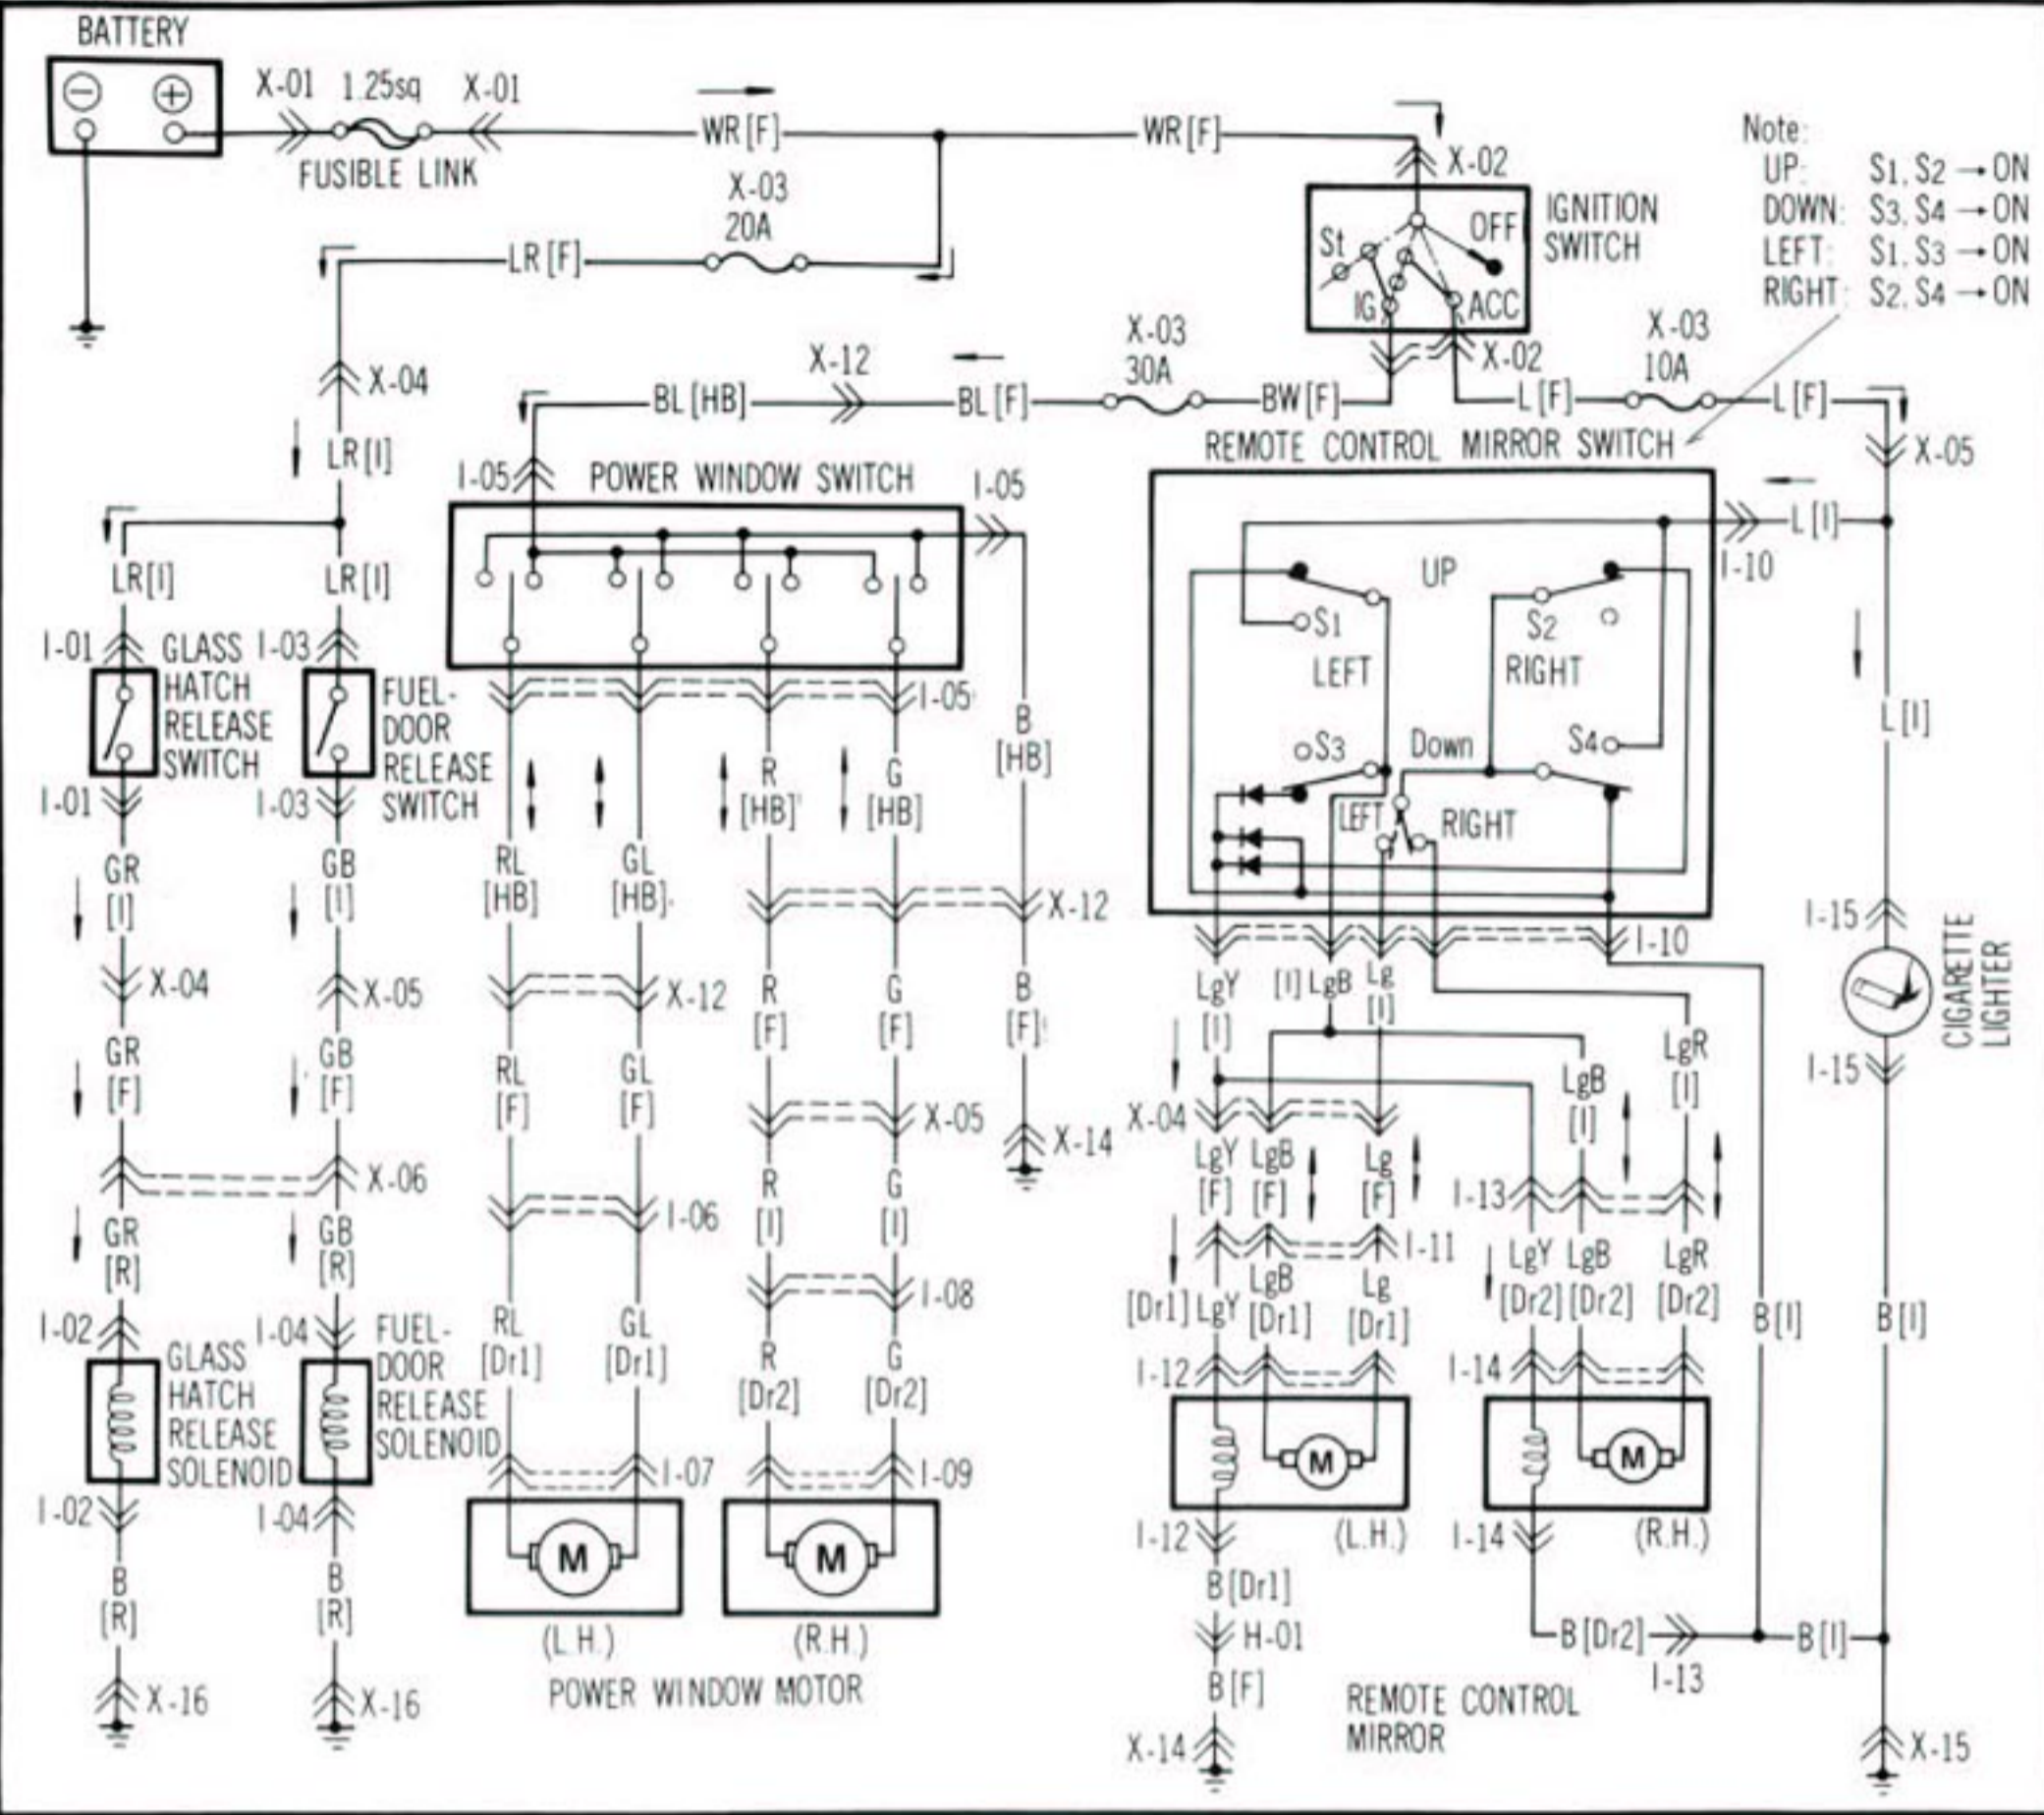 BATTERY
X-01 1.25sq X-01
FUSIBLE LINK
WR[F]
WR[F]
X-02
Note:
UP: S1, S2 → ON
DOWN: S3, S4 → ON
LEFT: S1, S3 → ON
RIGHT: S2, S4 → ON
X-03
20A
LR[F]
IGNITION
SWITCH
St
OFF
IG
ACC
X-02
X-04
X-12
X-03
30A
X-03
10A
BL[HB]
BL[F]
BW[F]
L[F]
L[F]
X-05
LR[I]
I-05
POWER WINDOW SWITCH
I-05
REMOTE CONTROL MIRROR SWITCH
L[I]
I-10
LR[I]
LR[I]
UP
S1
S2
LEFT
RIGHT
I-01
GLASS
HATCH
RELEASE
SWITCH
I-03
FUEL-
DOOR
RELEASE
SWITCH
I-05
B
[HB]
L[I]
S3
Down
S4
LEFT
RIGHT
I-01
I-03
R
[HB]
G
[HB]
GR
[I]
GB
[I]
RL
[HB]
GL
[HB]
X-12
I-10
I-15
CIGARETTE
LIGHTER
X-04
X-05
X-12
R
[F]
G
[F]
B
[F]
LgY
[I]
[I] LgB
Lg
[I]
LgR
[I]
LgB
[I]
I-15
GR
[F]
GB
[F]
RL
[F]
GL
[F]
X-05
X-14
X-04
LgY
[F]
LgB
[F]
Lg
[F]
I-13
X-06
I-06
R
[I]
G
[I]
I-11
GR
[R]
GB
[R]
I-08
LgY
[Dr2]
LgB
[Dr2]
LgR
[Dr2]
[Dr1] LgY
LgB
[Dr1]
Lg
[Dr1]
B[I]
B[I]
I-02
I-04
RL
[Dr1]
GL
[Dr1]
R
[Dr2]
G
[Dr2]
I-12
I-14
GLASS
HATCH
RELEASE
SOLENOID
FUEL-
DOOR
RELEASE
SOLENOID
I-07
I-09
M
M
I-02
I-04
M
M
I-12
(L.H.)
I-14
(R.H.)
B
[R]
B
[R]
(L.H.)
(R.H.)
POWER WINDOW MOTOR
B[Dr1]
H-01
B[F]
B[Dr2]
I-13
B[I]
X-16
X-16
X-14
REMOTE CONTROL
MIRROR
X-15